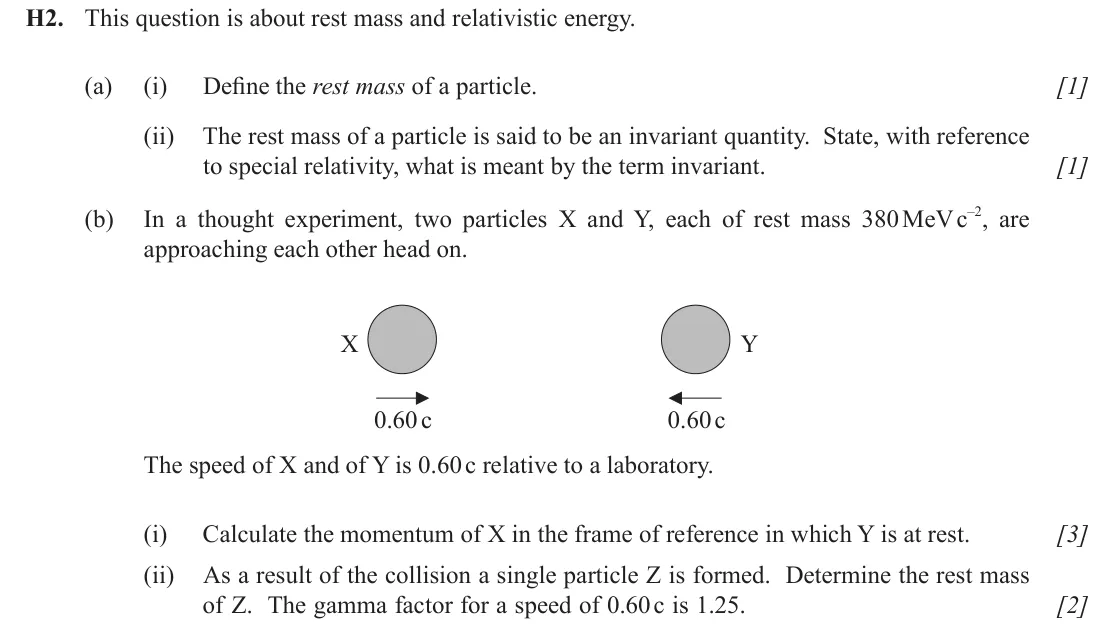 H2. This question is about rest mass and relativistic energy.
(a) (i) Define the rest mass of a particle. [1]
(ii) The rest mass of a particle is said to be an invariant quantity. State, with reference
to special relativity, what is meant by the term invariant. [1]
(b) In a thought experiment, two particles X and Y, each of rest mass 380 MeV c⁻², are
approaching each other head on.
X Y
0.60 c 0.60 c
The speed of X and of Y is 0.60 c relative to a laboratory.
(i) Calculate the momentum of X in the frame of reference in which Y is at rest. [3]
(ii) As a result of the collision a single particle Z is formed. Determine the rest mass
of Z. The gamma factor for a speed of 0.60 c is 1.25. [2]